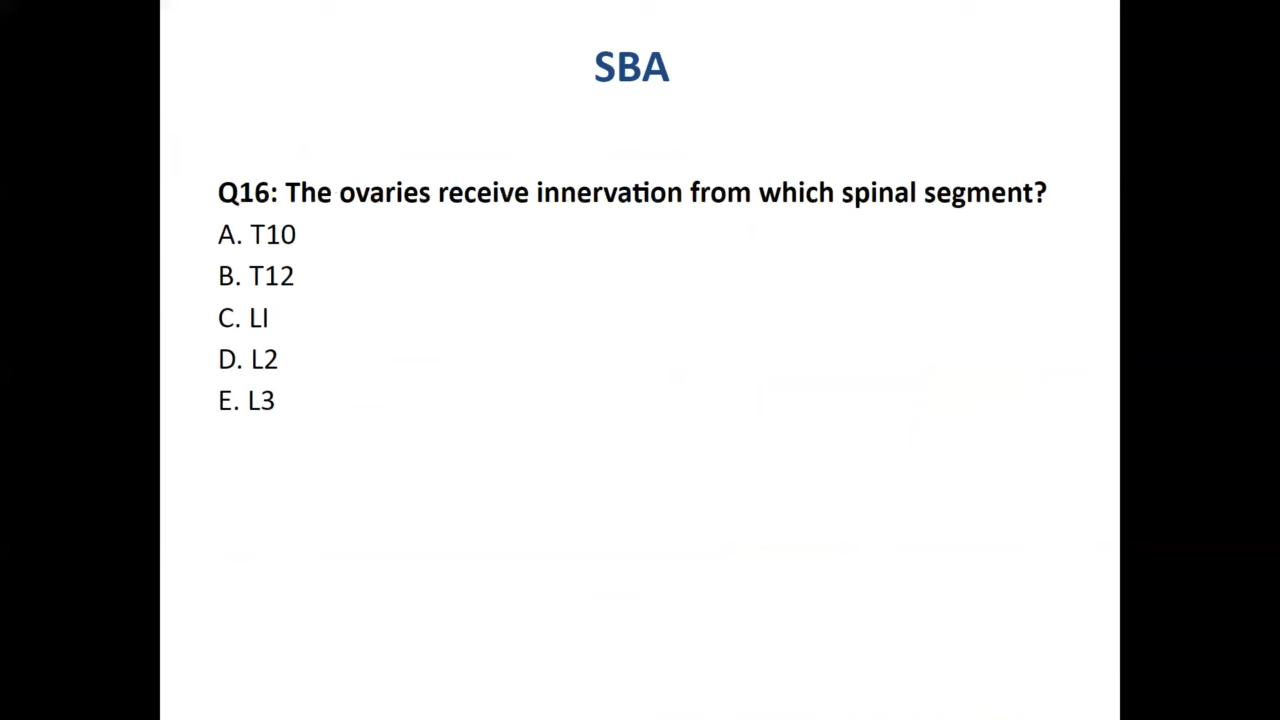 SBA
Q16: The ovaries receive innervation from which spinal segment?
A. T10
B. T12
C. LI
D. L2
E. L3